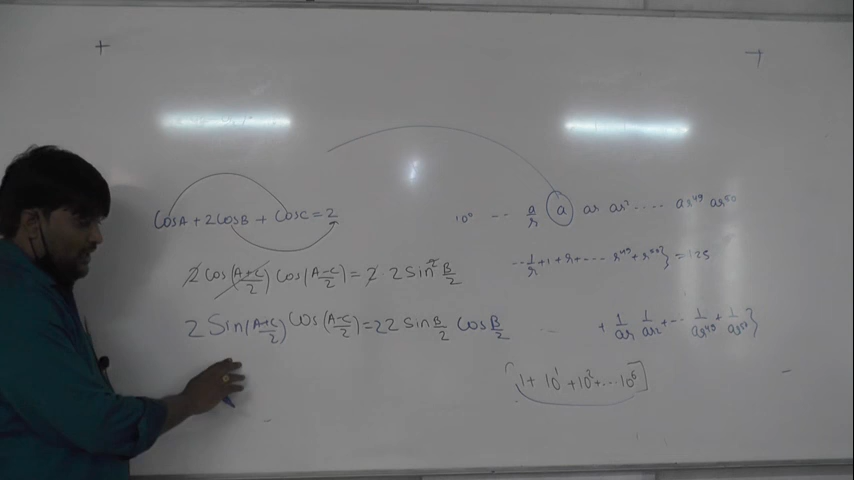 CosA + 2CosB + CosC = 2
2 Cos(A+C/2) Cos(A-C/2) = 2. 2 Sin² B/2
2 Sin(A+C/2) Cos(A-C/2) = 22 Sin B/2 Cos B/2
10⁰ -- a/r a ar ar² .... ar⁴⁹ ar⁵⁰
-- 1/r + 1 + r + --- r⁴⁹ + r⁵⁰} = 125
+ 1/ar 1/ar2 + -- 1/ar⁴⁹ + 1/ar⁵⁰}
[1 + 10¹ + 10² + ... 10⁶]